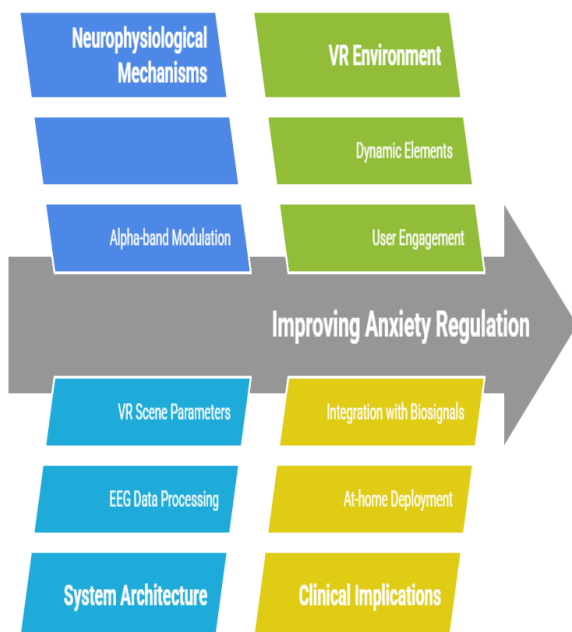 Neurophysiological
Mechanisms
VR Environment
Dynamic Elements
Alpha-band Modulation
User Engagement
Improving Anxiety Regulation
VR Scene Parameters
Integration with Biosignals
EEG Data Processing
At-home Deployment
System Architecture
Clinical Implications